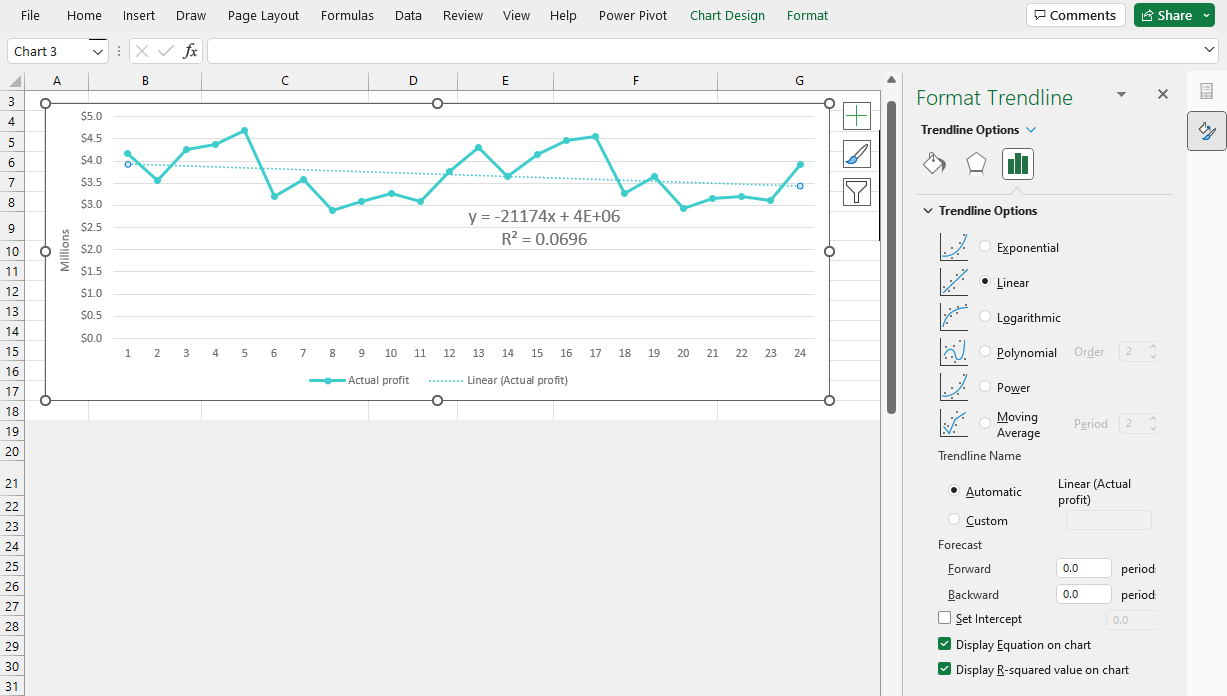 File Home Insert Draw Page Layout Formulas Data Review View Help Power Pivot Chart Design Format Comments Share
Chart 3 fx
A B C D E F G
3
4
5
6
7
8
9
10
11
12
13
14
15
16
17
18
19
20
21
22
23
24
25
26
27
28
29
30
31
Millions
$5.0
$4.5
$4.0
$3.5
$3.0
$2.5
$2.0
$1.5
$1.0
$0.5
$0.0
y = -21174x + 4E+06
R² = 0.0696
1 2 3 4 5 6 7 8 9 10 11 12 13 14 15 16 17 18 19 20 21 22 23 24
Actual profit Linear (Actual profit)
Format Trendline
Trendline Options
Trendline Options
Exponential
Linear
Logarithmic
Polynomial Order 2
Power
Moving
Average Period 2
Trendline Name
Automatic Linear (Actual
profit)
Custom
Forecast
Forward 0.0 period
Backward 0.0 period
Set Intercept 0.0
Display Equation on chart
Display R-squared value on chart